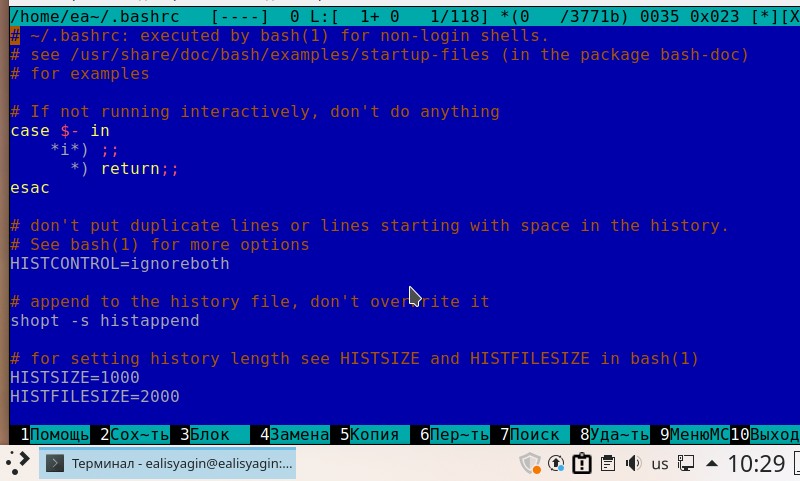 /home/ea~/.bashrc [----] 0 L:[ 1+ 0 1/118] *(0 /3771b) 0035 0x023 [*][X
# ~/.bashrc: executed by bash(1) for non-login shells.
# see /usr/share/doc/bash/examples/startup-files (in the package bash-doc)
# for examples
# If not running interactively, don't do anything
case $- in
    *i*) ;;
      *) return;;
esac
# don't put duplicate lines or lines starting with space in the history.
# See bash(1) for more options
HISTCONTROL=ignoreboth
# append to the history file, don't overwrite it
shopt -s histappend
# for setting history length see HISTSIZE and HISTFILESIZE in bash(1)
HISTSIZE=1000
HISTFILESIZE=2000
1Помощь 2Сох~ть 3Блок 4Замена 5Копия 6Пер~ть 7Поиск 8Уда~ть 9МенюMC 10Выход
Терминал - ealisyagin@ealisyagin:... us 10:29